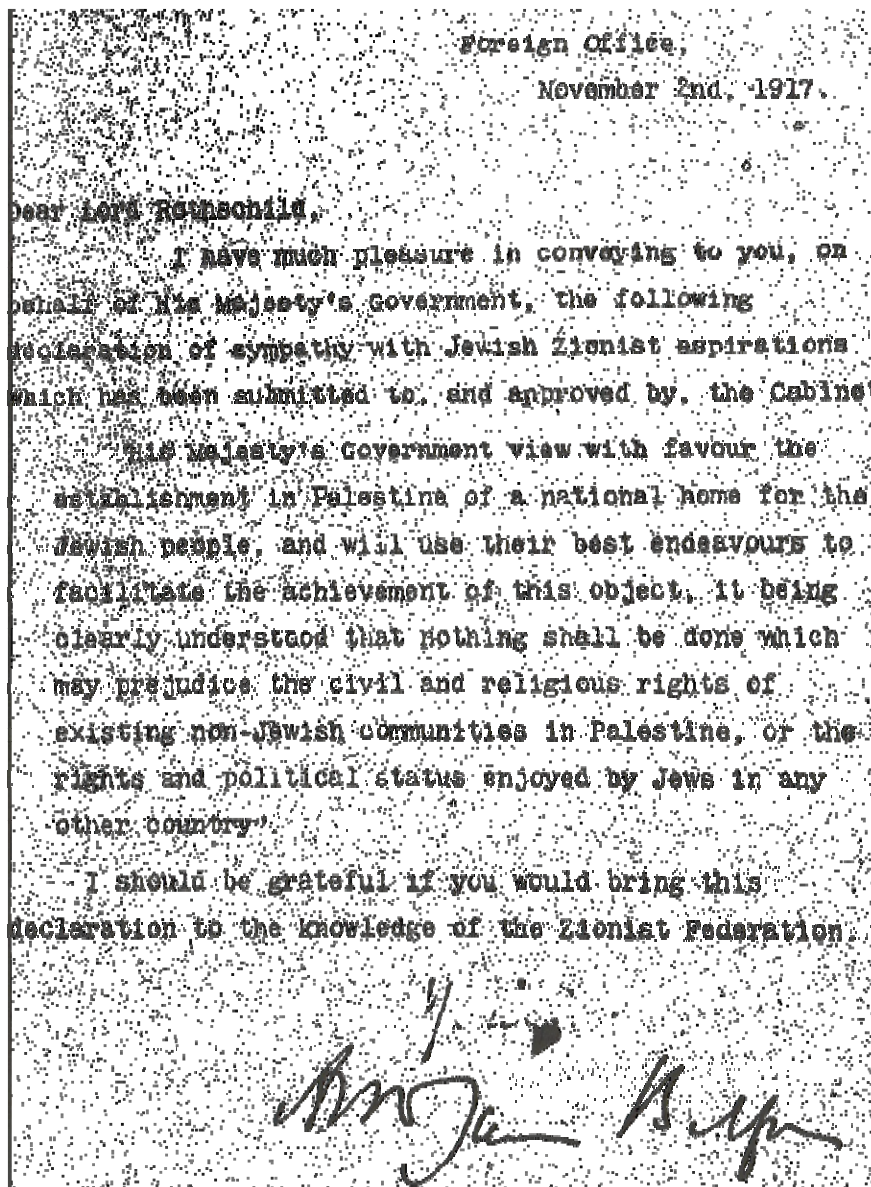 Foreign Office,
November 2nd, 1917.
Dear Lord Rothschild,
I have much pleasure in conveying to you, on
behalf of His Majesty's Government, the following
declaration of sympathy with Jewish Zionist aspirations
which has been submitted to, and approved by, the Cabinet
"His Majesty's Government view with favour the
establishment in Palestine of a national home for the
Jewish people, and will use their best endeavours to
facilitate the achievement of this object, it being
clearly understood that nothing shall be done which
may prejudice the civil and religious rights of
existing non-Jewish communities in Palestine, or the
rights and political status enjoyed by Jews in any
other country".
I should be grateful if you would bring this
declaration to the knowledge of the Zionist Federation.